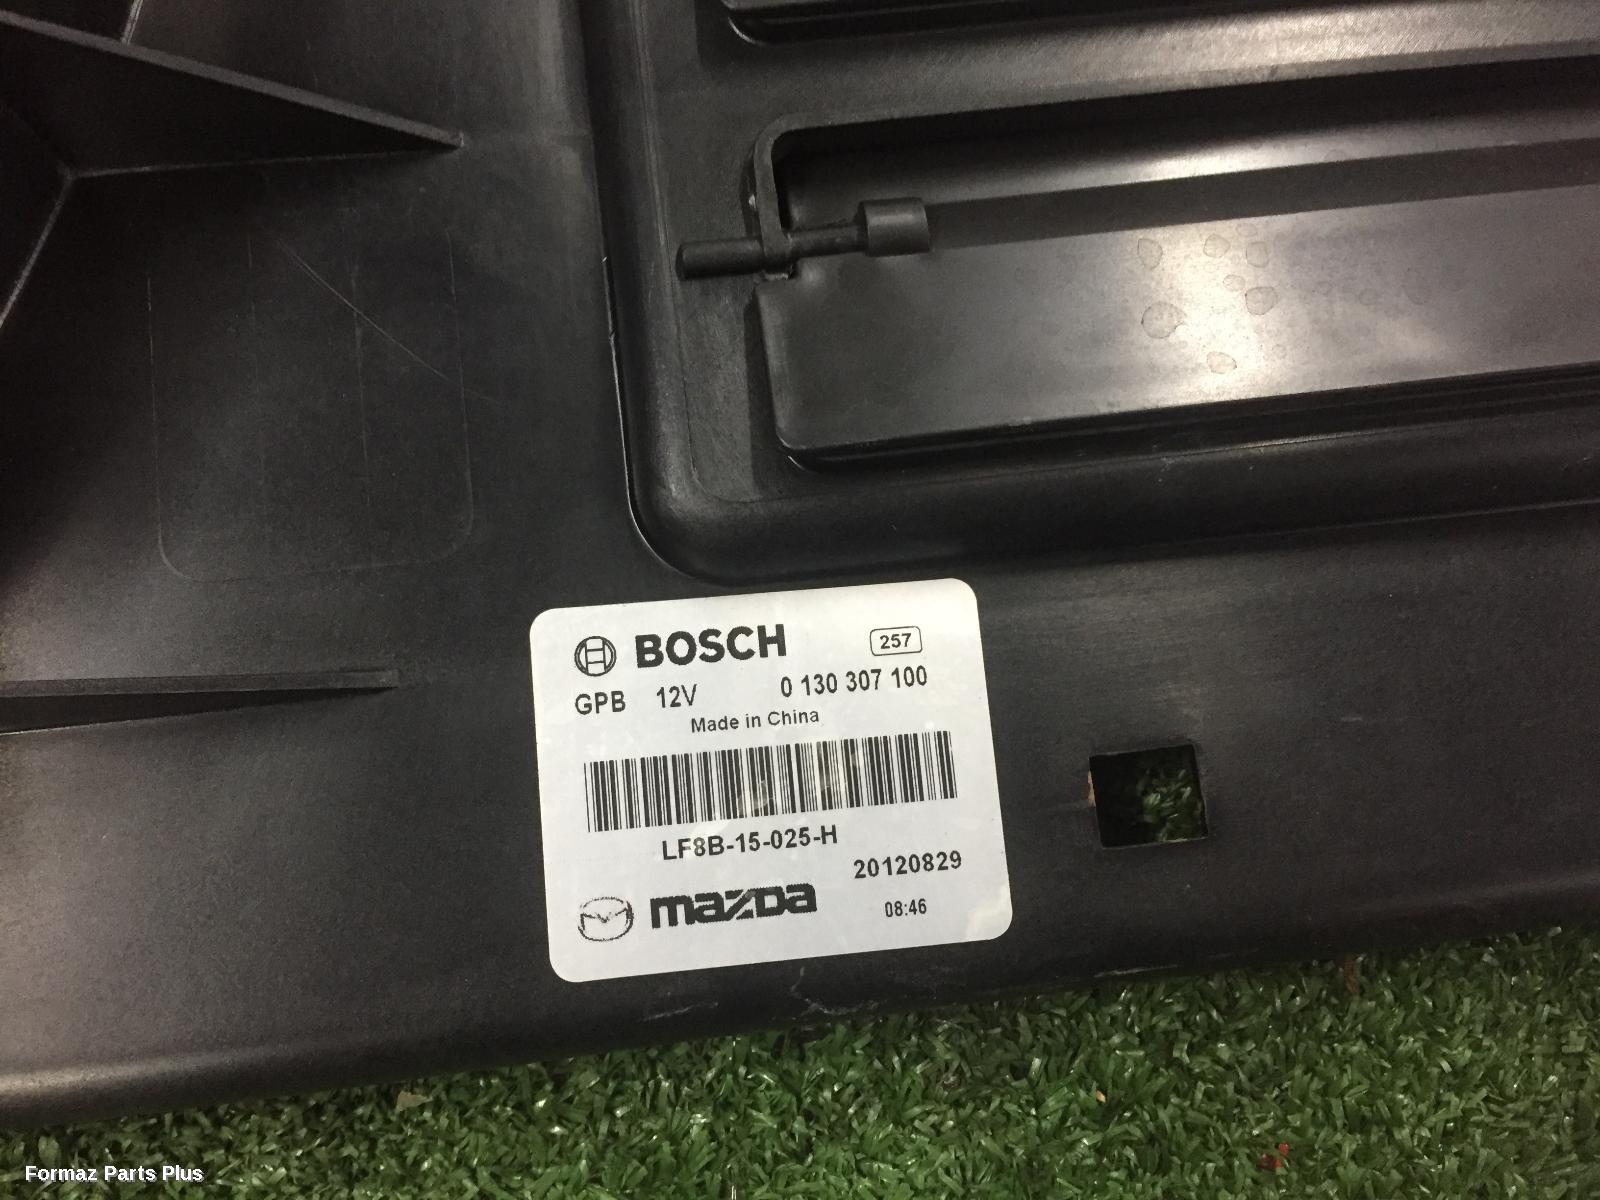 BOSCH 257
GPB 12V 0 130 307 100
Made in China
LF8B-15-025-H
20120829
mazda 08:46
Formaz Parts Plus